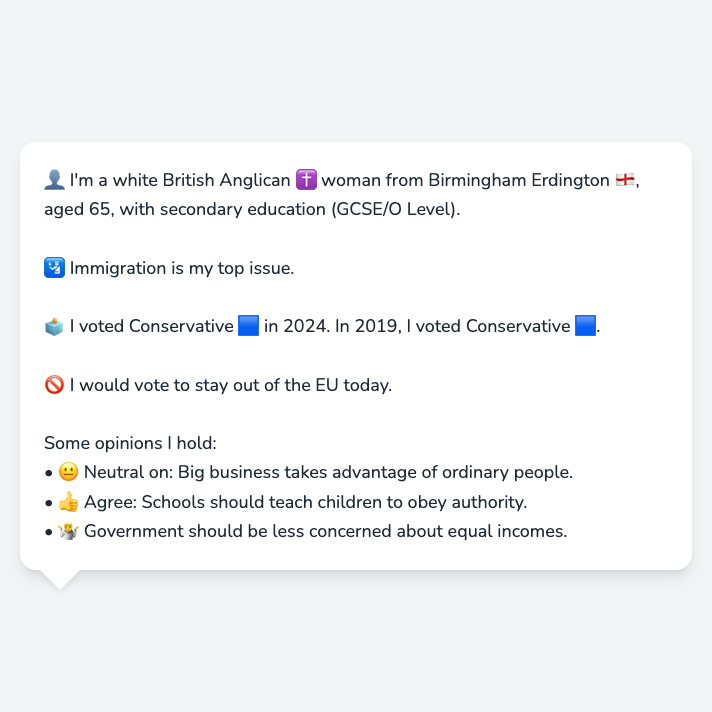 👤 I'm a white British Anglican ✝️ woman from Birmingham Erdington 🏴󠁧󠁢󠁥󠁮󠁧󠁿,
aged 65, with secondary education (GCSE/O Level).
🛂 Immigration is my top issue.
🗳️ I voted Conservative 🟦 in 2024. In 2019, I voted Conservative 🟦.
🚫 I would vote to stay out of the EU today.
Some opinions I hold:
• 😐 Neutral on: Big business takes advantage of ordinary people.
• 👍 Agree: Schools should teach children to obey authority.
• 🤷 Government should be less concerned about equal incomes.